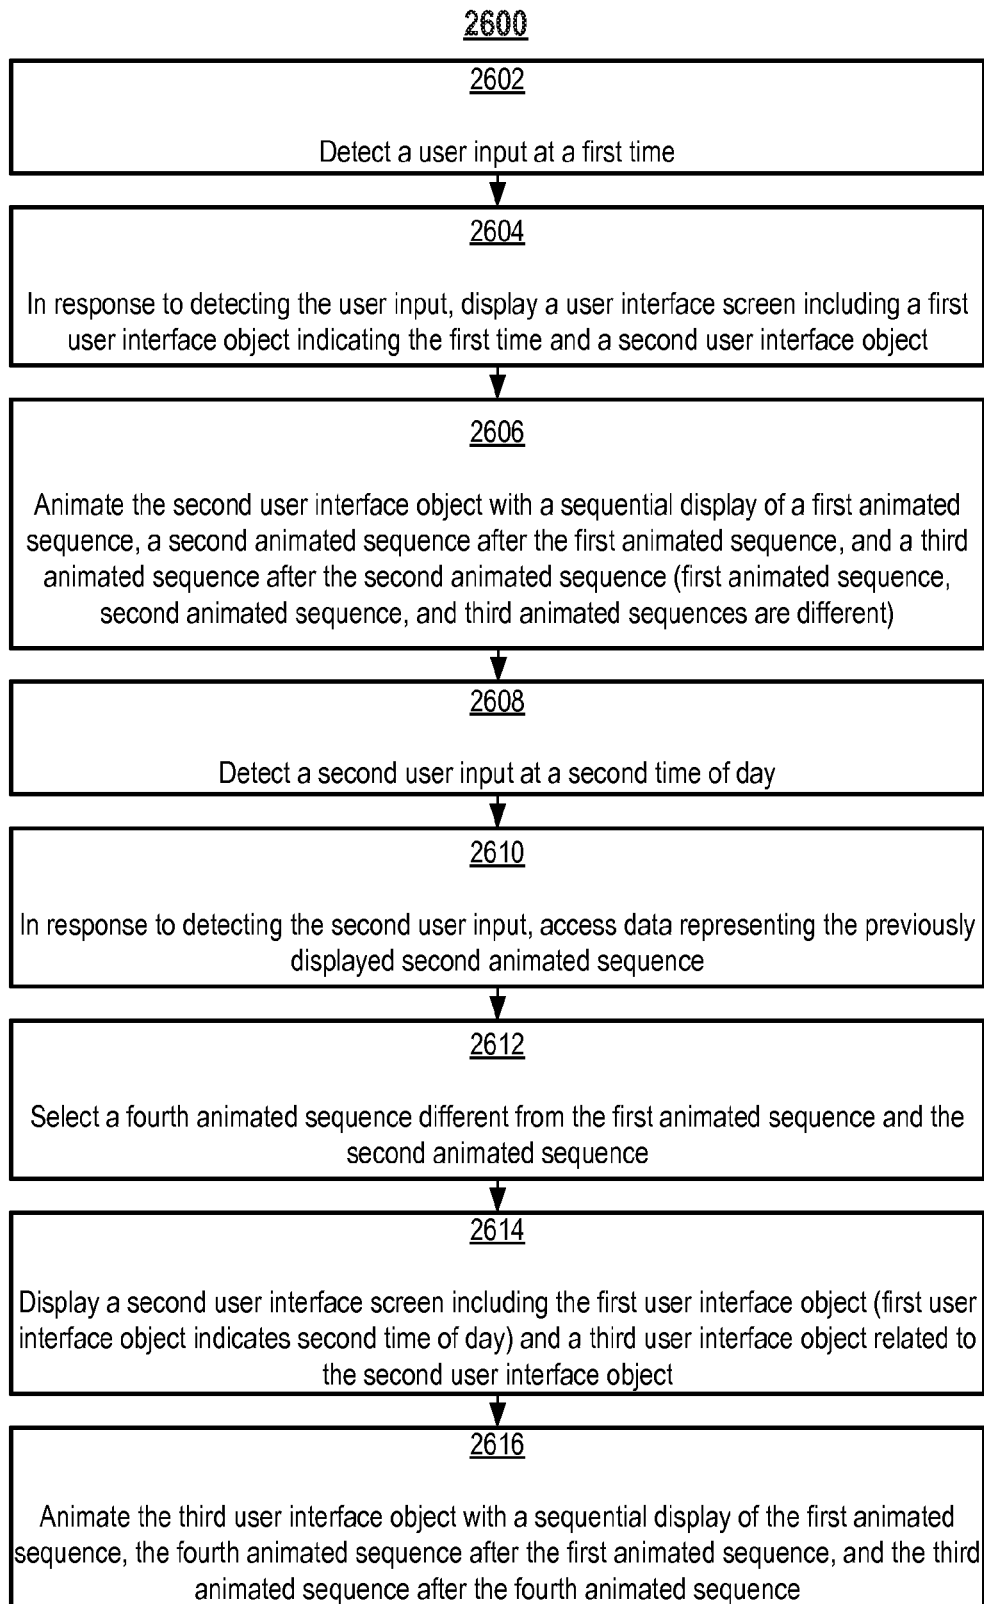 2600
2602
Detect a user input at a first time
2604
In response to detecting the user input, display a user interface screen including a first
user interface object indicating the first time and a second user interface object
2606
Animate the second user interface object with a sequential display of a first animated
sequence, a second animated sequence after the first animated sequence, and a third
animated sequence after the second animated sequence (first animated sequence,
second animated sequence, and third animated sequences are different)
2608
Detect a second user input at a second time of day
2610
In response to detecting the second user input, access data representing the previously
displayed second animated sequence
2612
Select a fourth animated sequence different from the first animated sequence and the
second animated sequence
2614
Display a second user interface screen including the first user interface object (first user
interface object indicates second time of day) and a third user interface object related to
the second user interface object
2616
Animate the third user interface object with a sequential display of the first animated
sequence, the fourth animated sequence after the first animated sequence, and the third
animated sequence after the fourth animated sequence